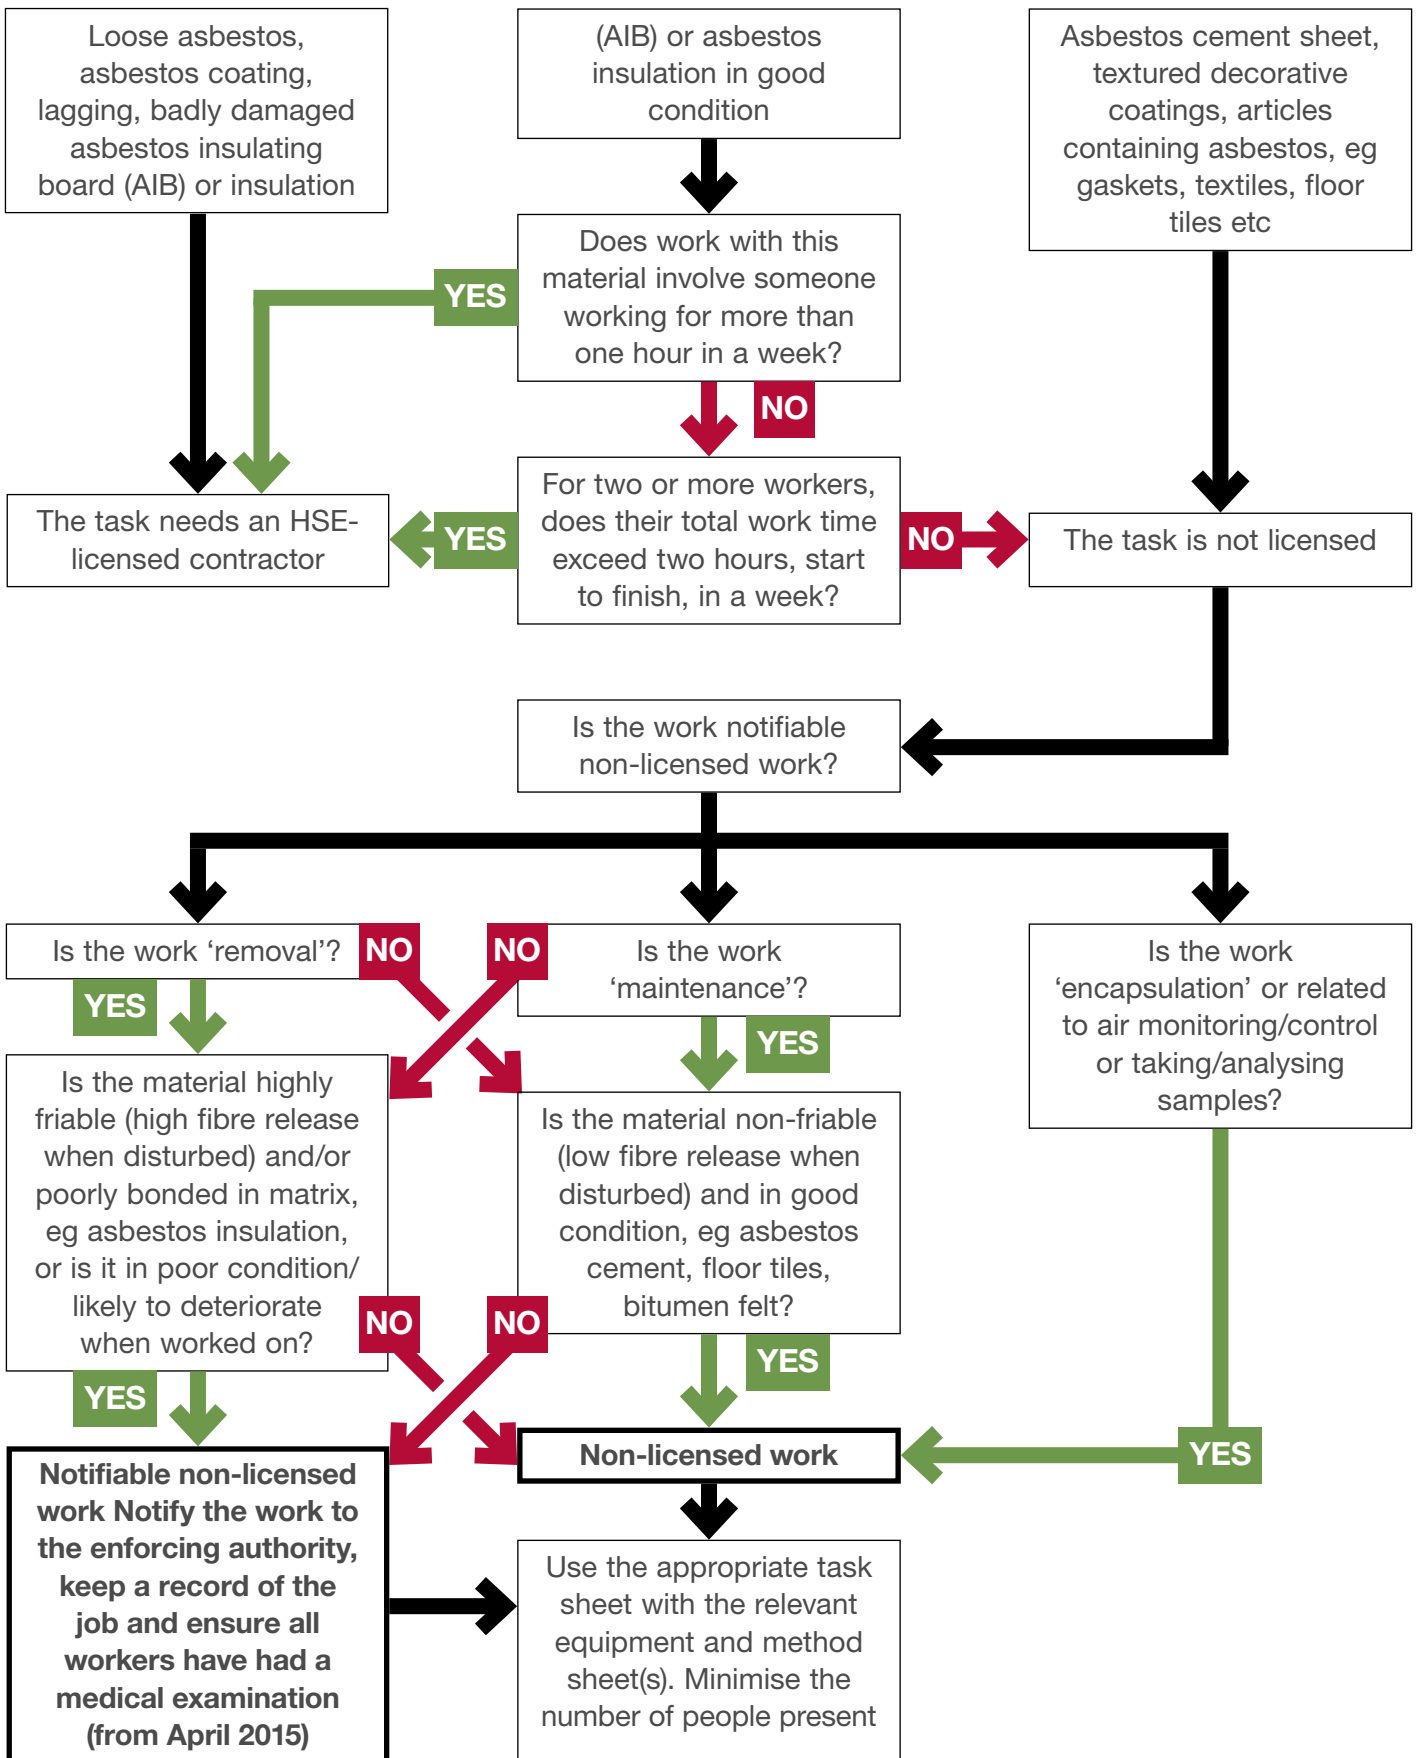 Loose asbestos,
asbestos coating,
lagging, badly damaged
asbestos insulating
board (AIB) or insulation
(AIB) or asbestos
insulation in good
condition
Asbestos cement sheet,
textured decorative
coatings, articles
containing asbestos, eg
gaskets, textiles, floor
tiles etc
Does work with this
material involve someone
working for more than
one hour in a week?
YES
NO
The task needs an HSE-
licensed contractor
YES
For two or more workers,
does their total work time
exceed two hours, start
to finish, in a week?
NO
The task is not licensed
Is the work notifiable
non-licensed work?
Is the work ‘removal’?
NO
YES
NO
Is the work
‘maintenance’?
YES
Is the work
‘encapsulation’ or related
to air monitoring/control
or taking/analysing
samples?
Is the material highly
friable (high fibre release
when disturbed) and/or
poorly bonded in matrix,
eg asbestos insulation,
or is it in poor condition/
likely to deteriorate
when worked on?
NO
YES
Is the material non-friable
(low fibre release when
disturbed) and in good
condition, eg asbestos
cement, floor tiles,
bitumen felt?
NO
YES
YES
Notifiable non-licensed
work Notify the work to
the enforcing authority,
keep a record of the
job and ensure all
workers have had a
medical examination
(from April 2015)
Non-licensed work
Use the appropriate task
sheet with the relevant
equipment and method
sheet(s). Minimise the
number of people present